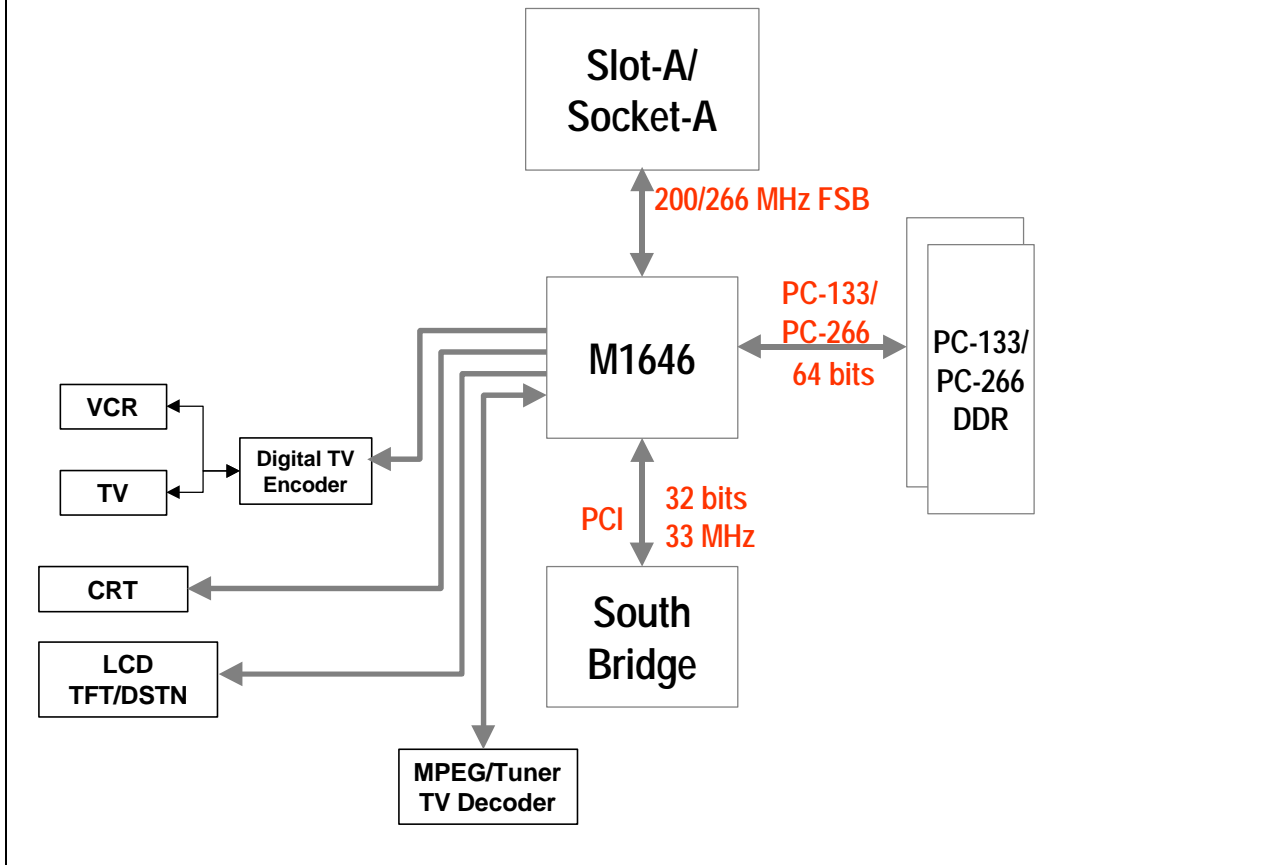 Slot-A/
Socket-A
200/266 MHz FSB
PC-133/
PC-266
64 bits
M1646
PC-133/
PC-266
DDR
VCR
TV
Digital TV
Encoder
PCI
32 bits
33 MHz
CRT
LCD
TFT/DSTN
South
Bridge
MPEG/Tuner
TV Decoder